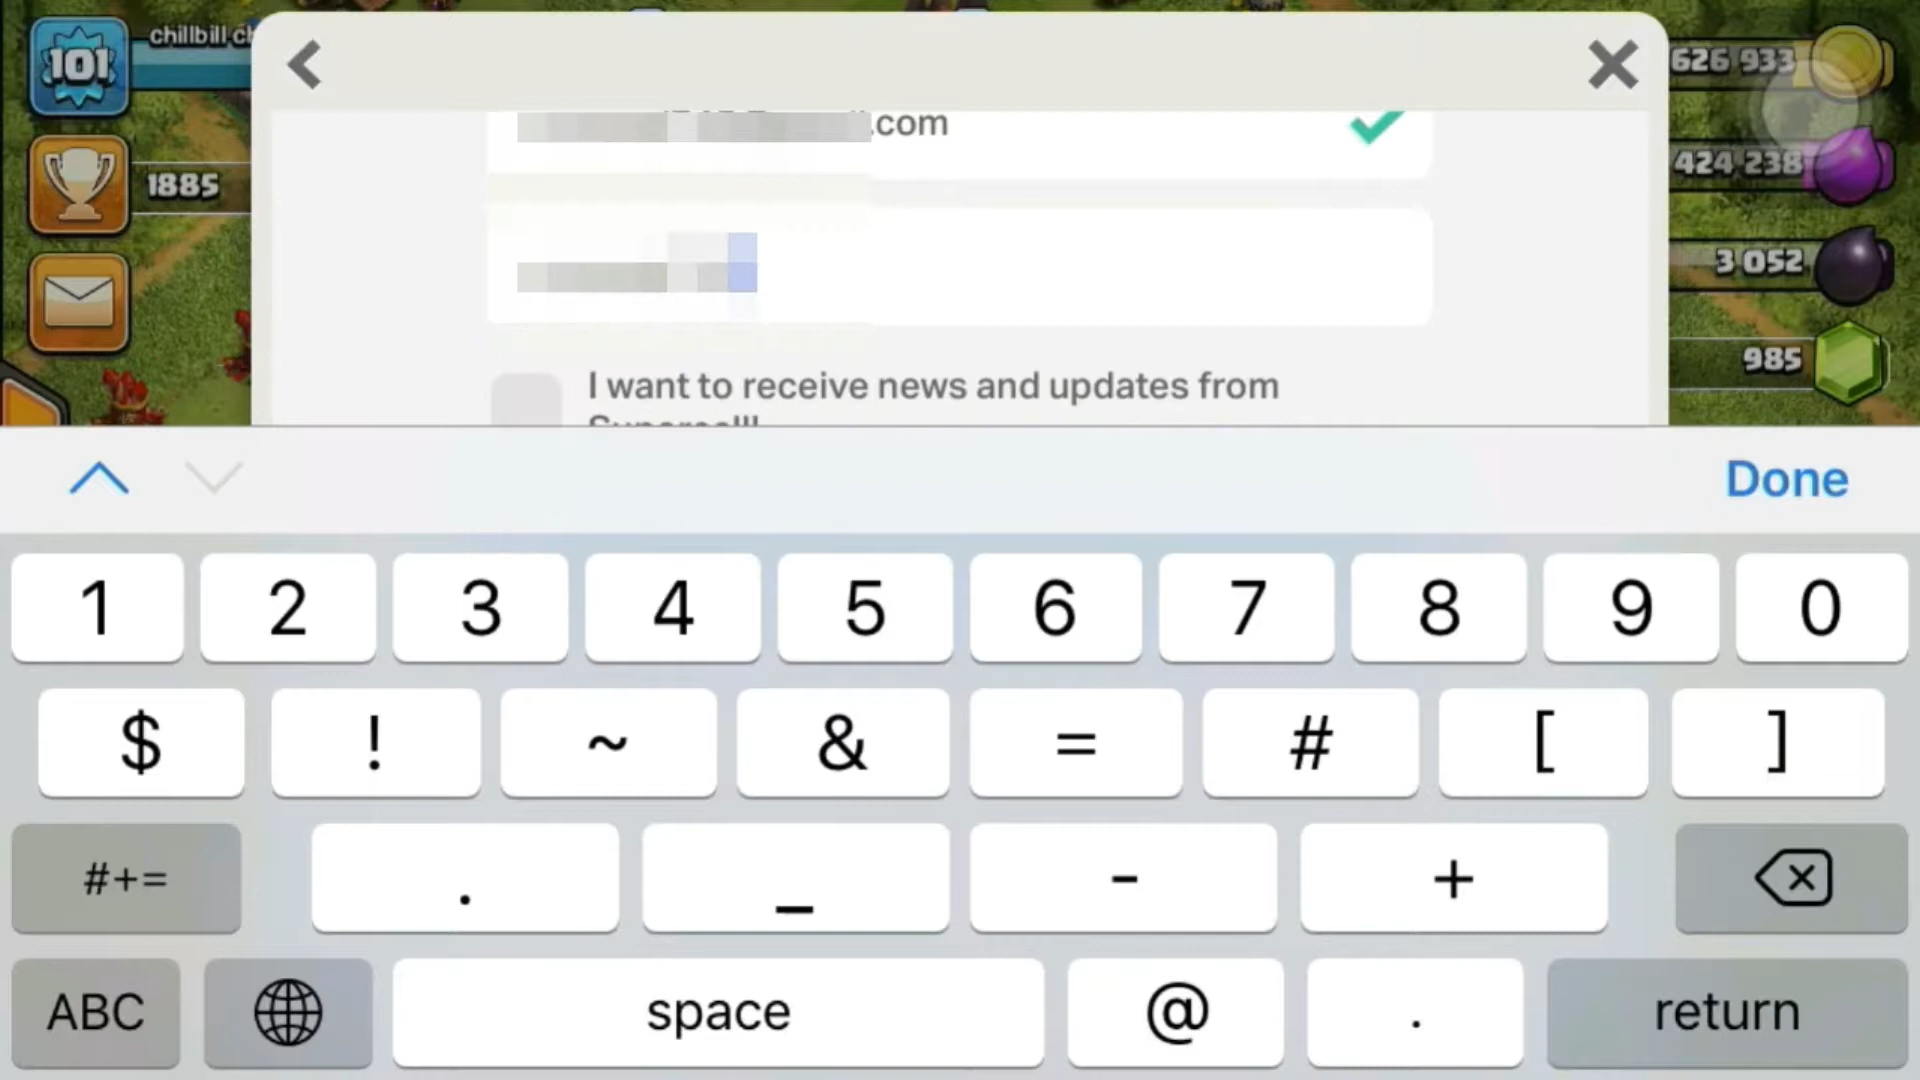 101
chillbill
1885
.com
626 933
424 238
3 052
985
I want to receive news and updates from
Done
1 2 3 4 5 6 7 8 9 0
$ ! ~ & = # [ ]
#+= . _ - +
ABC space @ . return